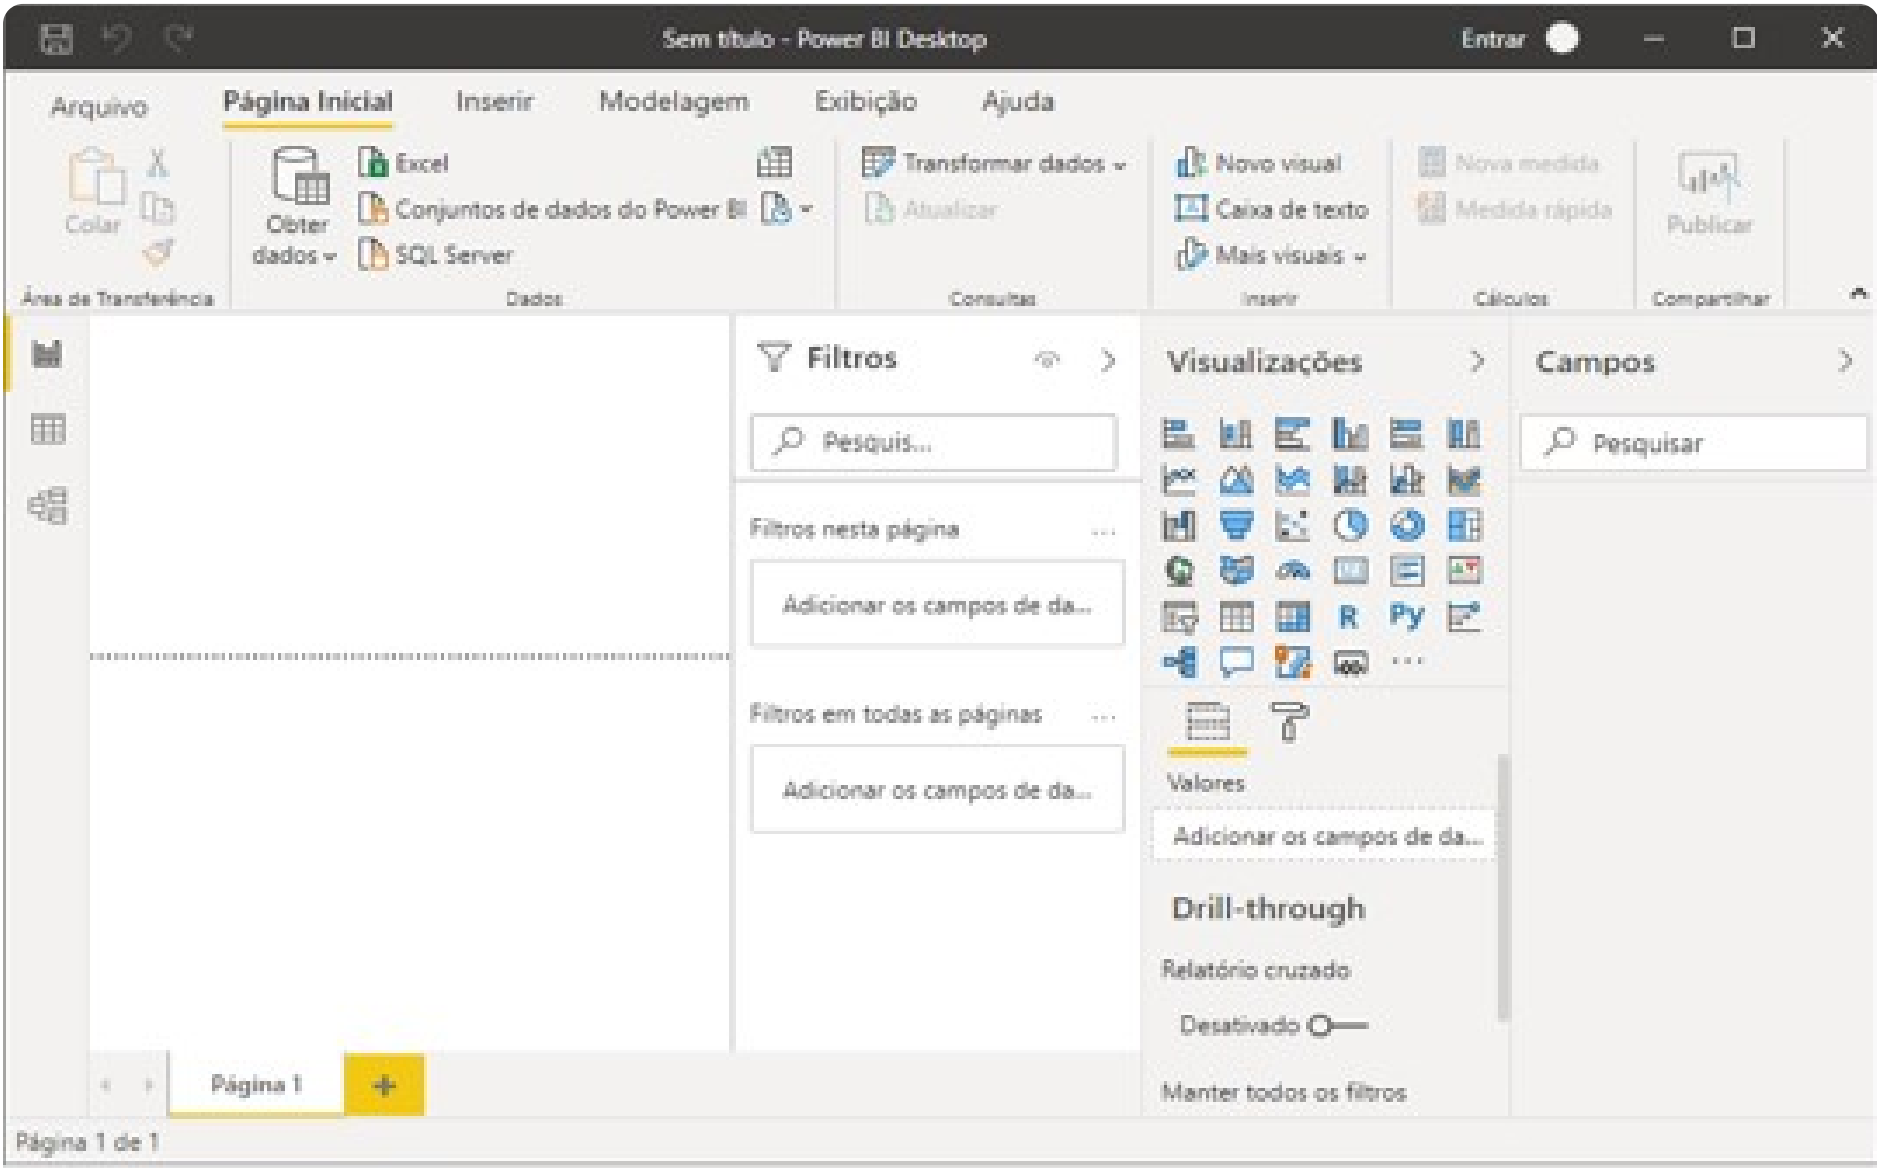 Sem título - Power BI Desktop
Entrar
Arquivo
Página Inicial
Inserir
Modelagem
Exibição
Ajuda
Colar
Área de Transferência
Obter
dados
Excel
Conjuntos de dados do Power BI
SQL Server
Dados
Transformar dados
Atualizar
Consultas
Novo visual
Caixa de texto
Mais visuais
Inserir
Nova medida
Medida rápida
Cálculos
Publicar
Compartilhar
Filtros
Pesquis...
Filtros nesta página
...
Adicionar os campos de da...
Filtros em todas as páginas
...
Adicionar os campos de da...
Visualizações
R
Py
...
Valores
Adicionar os campos de da...
Drill-through
Relatório cruzado
Desativado
Manter todos os filtros
Campos
Pesquisar
Página 1
+
Página 1 de 1